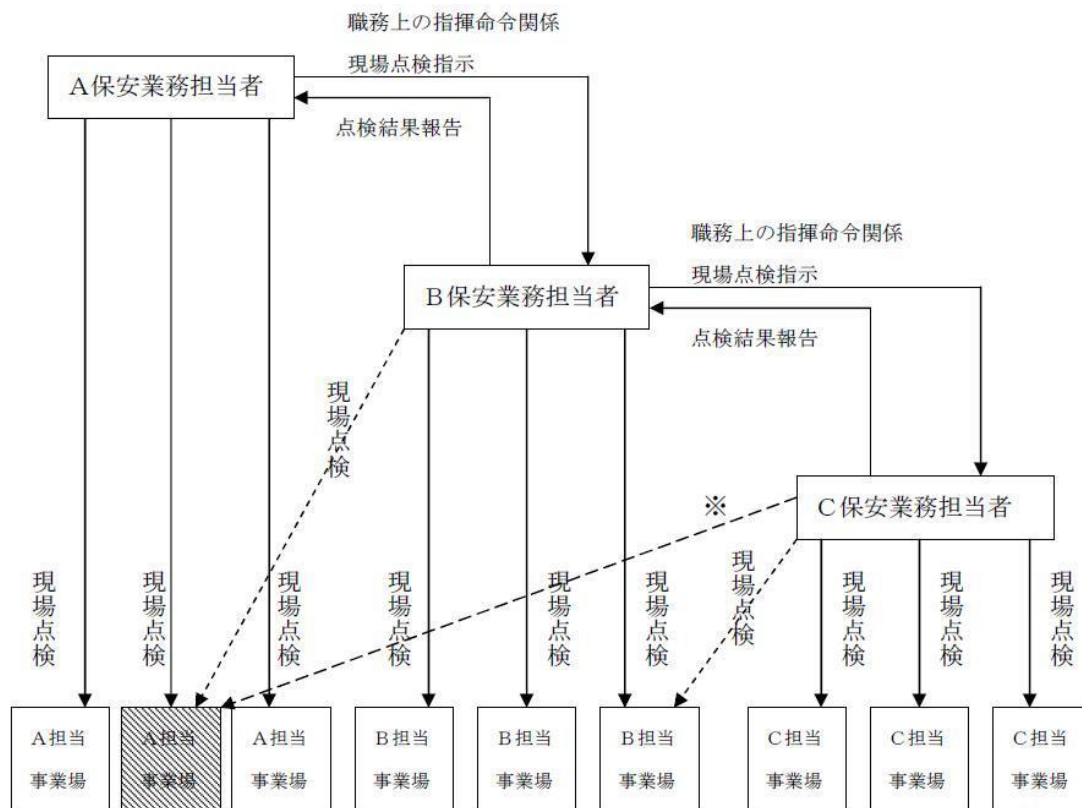 職務上の指揮命令関係
A保安業務担当者
現場点検指示
点検結果報告
職務上の指揮命令関係
B保安業務担当者
現場点検指示
点検結果報告
現場点検
C保安業務担当者
※
現場点検
現場点検
現場点検
現場点検
現場点検
現場点検
現場点検
現場点検
現場点検
現場点検
A担当
事業場
A担当
事業場
A担当
事業場
B担当
事業場
B担当
事業場
B担当
事業場
C担当
事業場
C担当
事業場
C担当
事業場